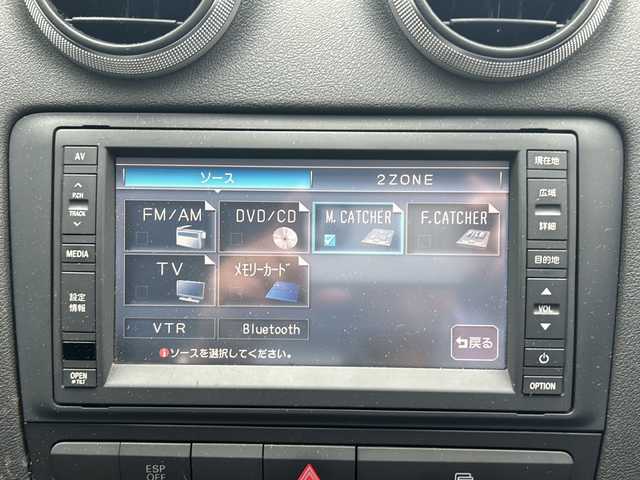 AV
P.CH
TRACK
MEDIA
設定
情報
OPEN
TILT
ソース
2ZONE
FM/AM
DVD/CD
M.CATCHER
F.CATCHER
TV
メモリーカード
VTR
Bluetooth
ソースを選択してください。
戻る
現在地
広域
詳細
目的地
VOL
OPTION
ESP
OFF